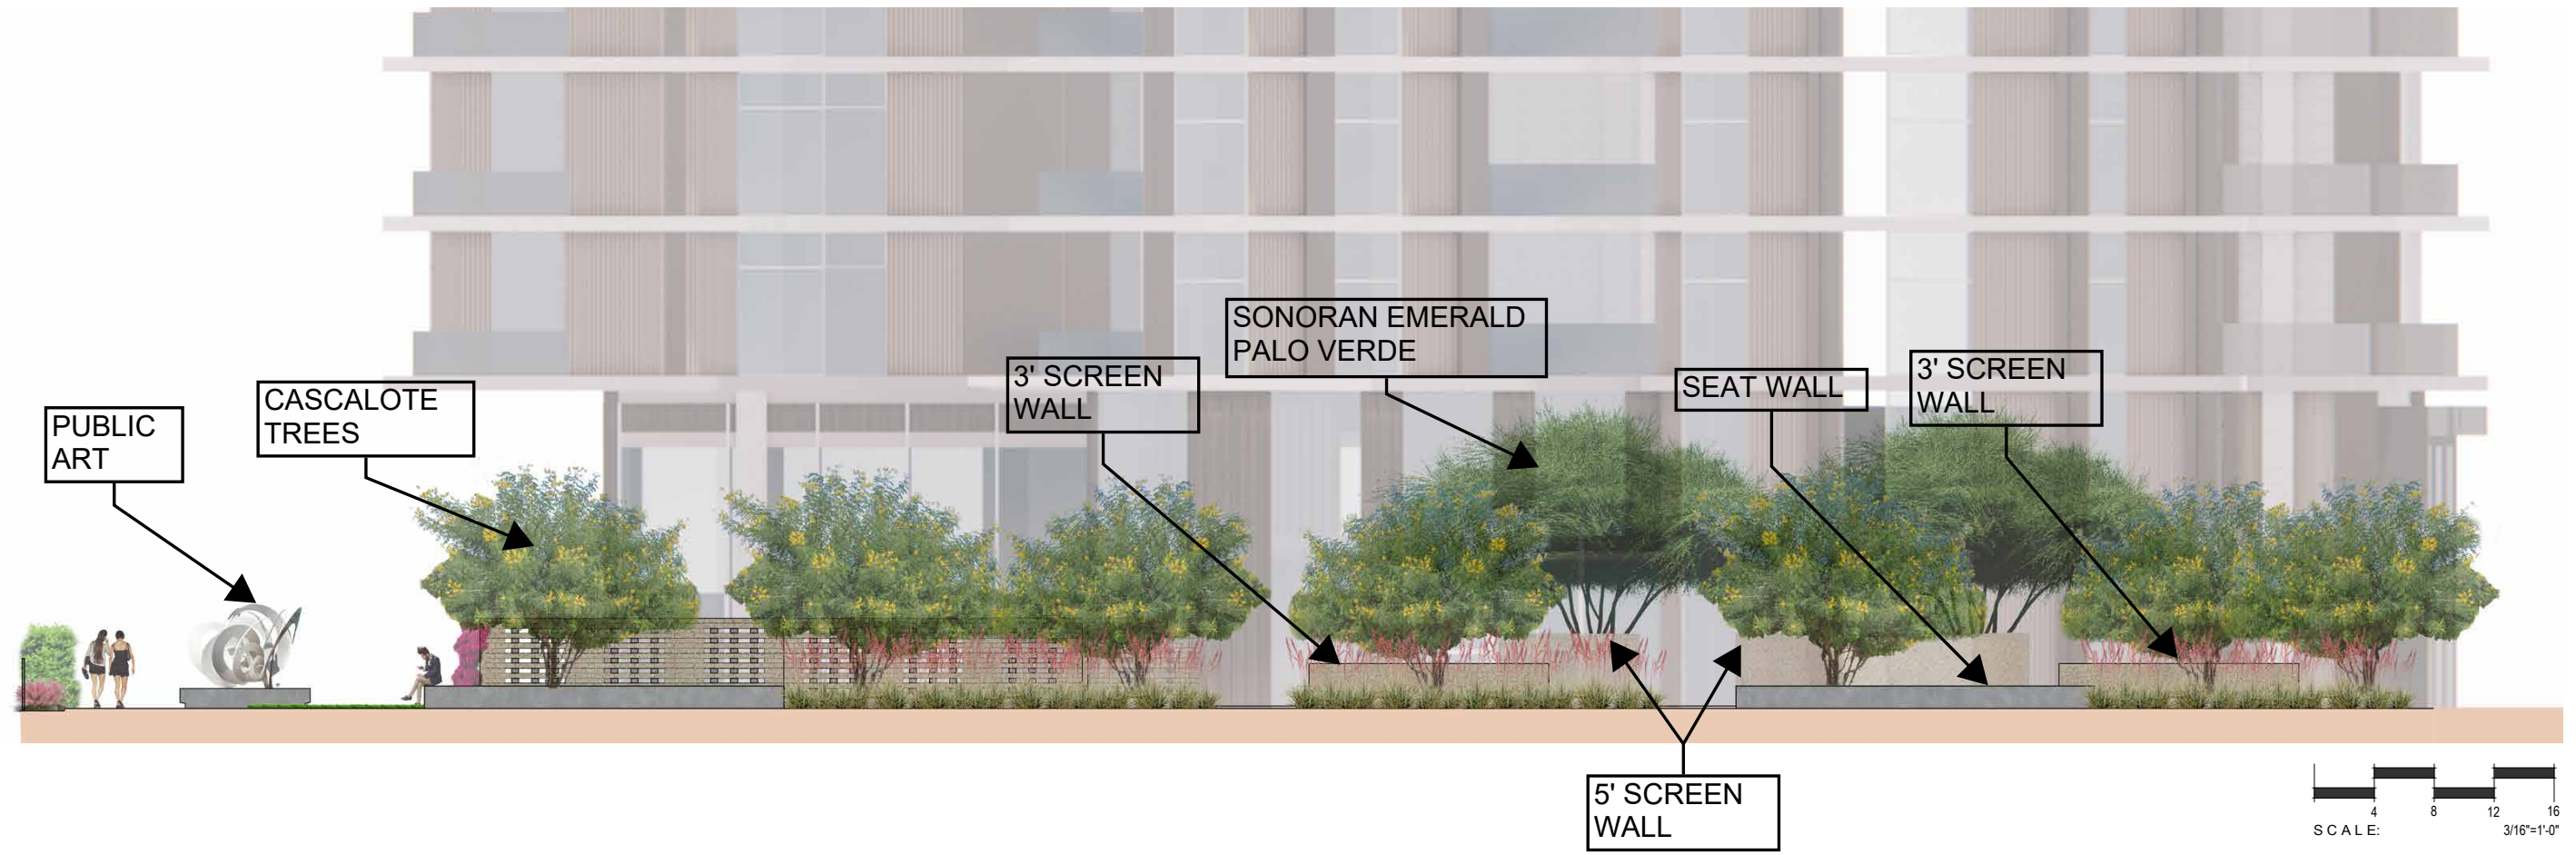 SONORAN EMERALD
PALO VERDE
3' SCREEN
WALL
SEAT WALL
3' SCREEN
WALL
CASCALOTE
TREES
PUBLIC
ART
5' SCREEN
WALL
4 8 12 16
SCALE: 3/16"=1'-0"